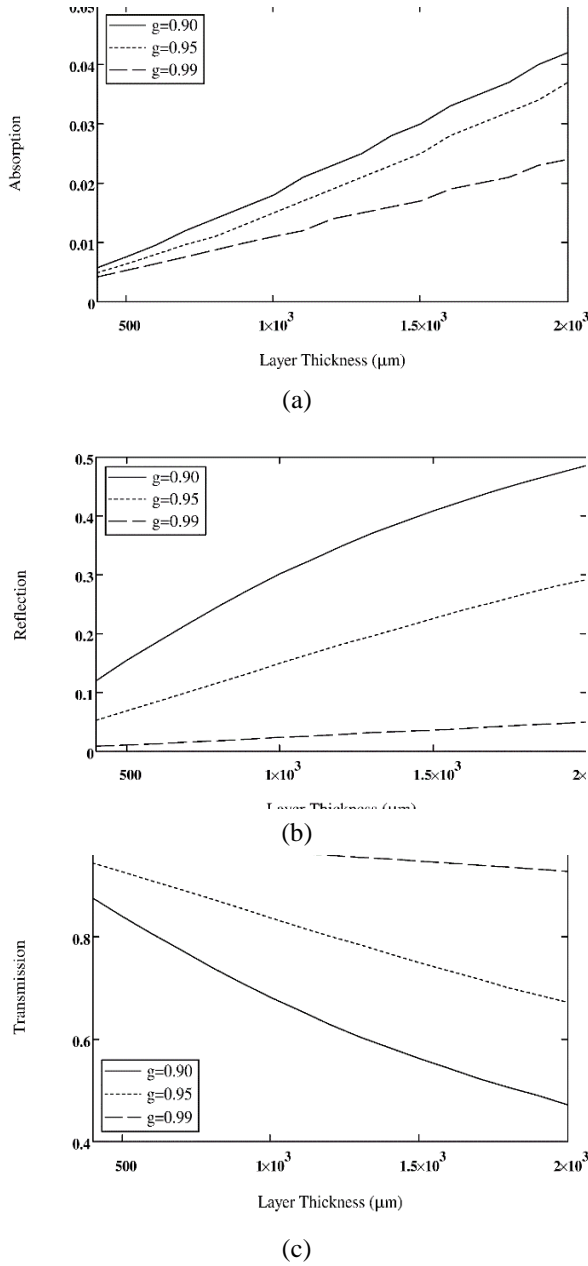 0.05
g=0.90
g=0.95
g=0.99
0.04
0.03
0.02
0.01
0
Absorption
500
1×10³
1.5×10³
2×10³
Layer Thickness (μm)
(a)
0.5
g=0.90
g=0.95
g=0.99
0.4
0.3
0.2
0.1
0
Reflection
500
1×10³
1.5×10³
2×
Layer Thickness (μm)
(b)
0.8
0.6
0.4
Transmission
g=0.90
g=0.95
g=0.99
500
1×10³
1.5×10³
2×10³
Layer Thickness (μm)
(c)